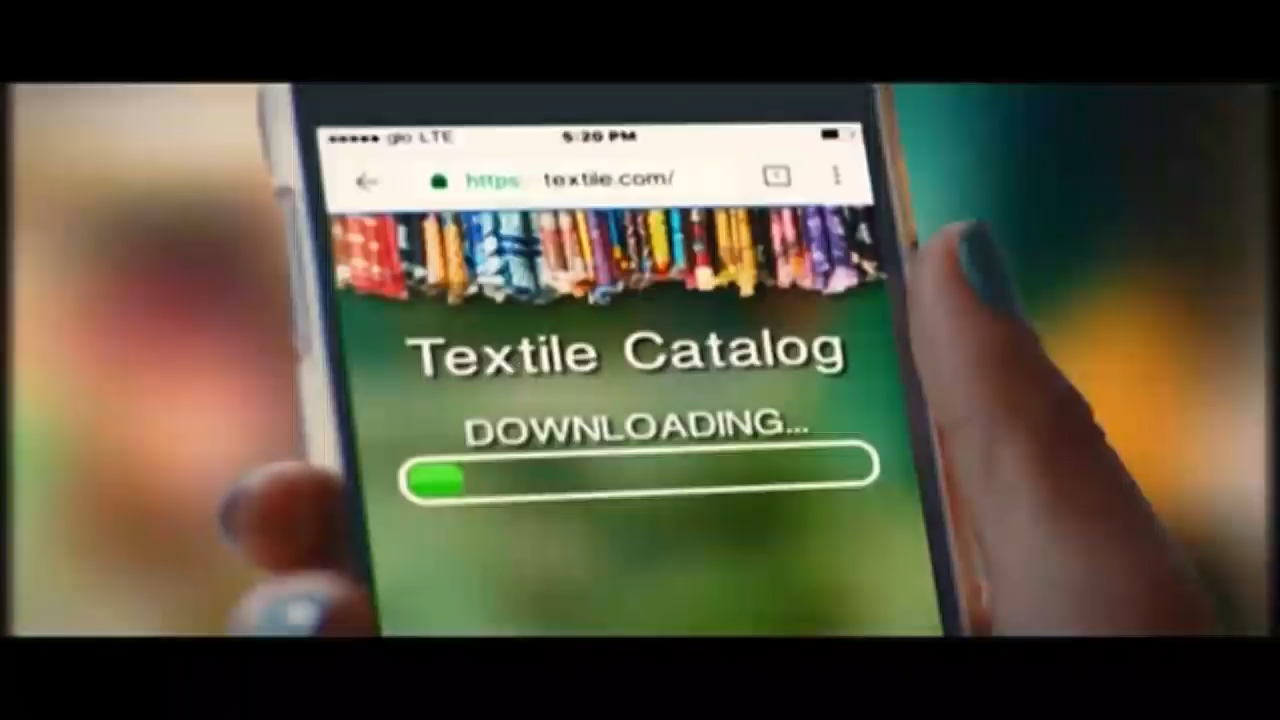 glo LTE
5:20 PM
https textile.com/
Textile Catalog
DOWNLOADING...